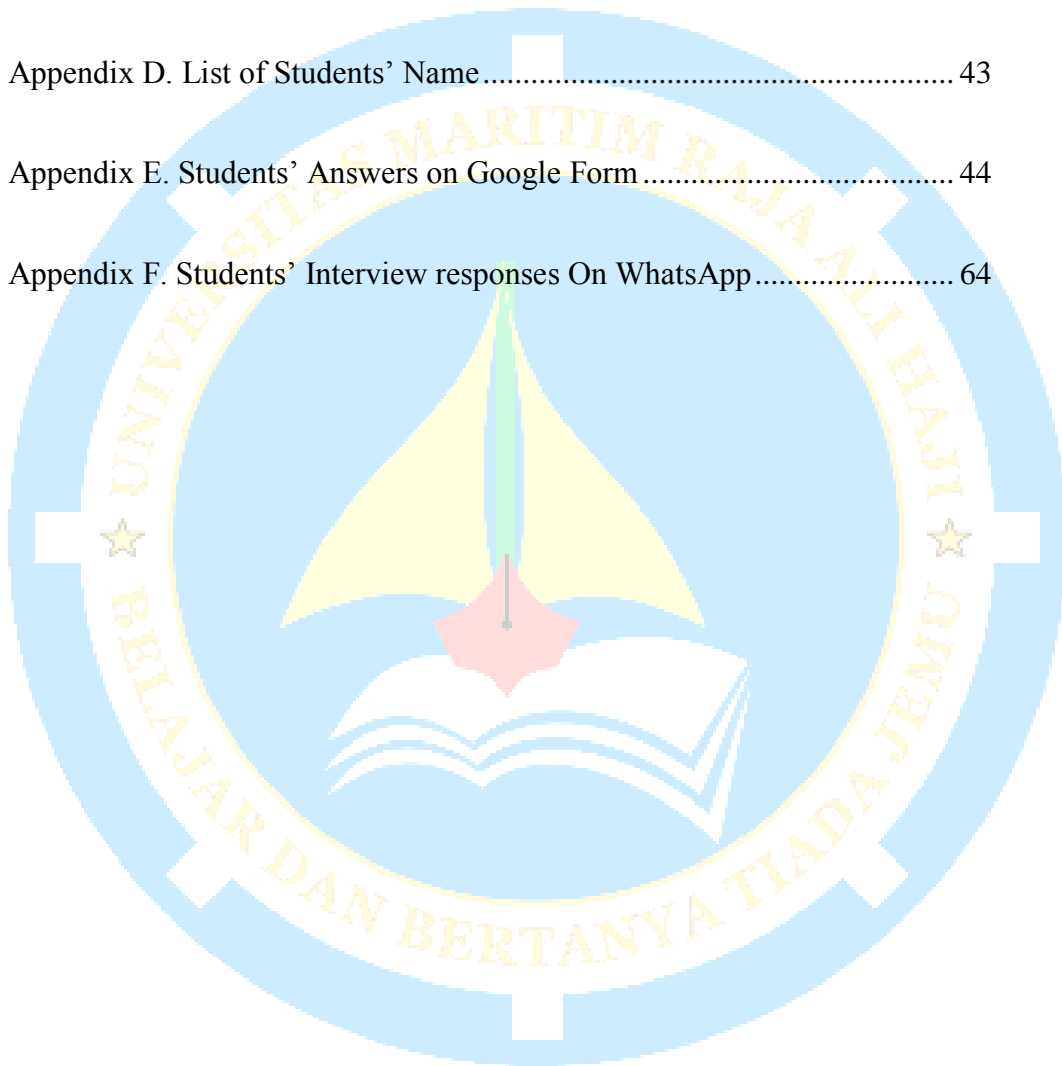 Appendix D. List of Students’ Name........................................................... 43
Appendix E. Students’ Answers on Google Form ...................................... 44
Appendix F. Students’ Interview responses On WhatsApp........................ 64
UNIVERSITAS MARITIM RAJA ALI HAJI
BELAJAR DAN BERTANYA TIADA JEMU